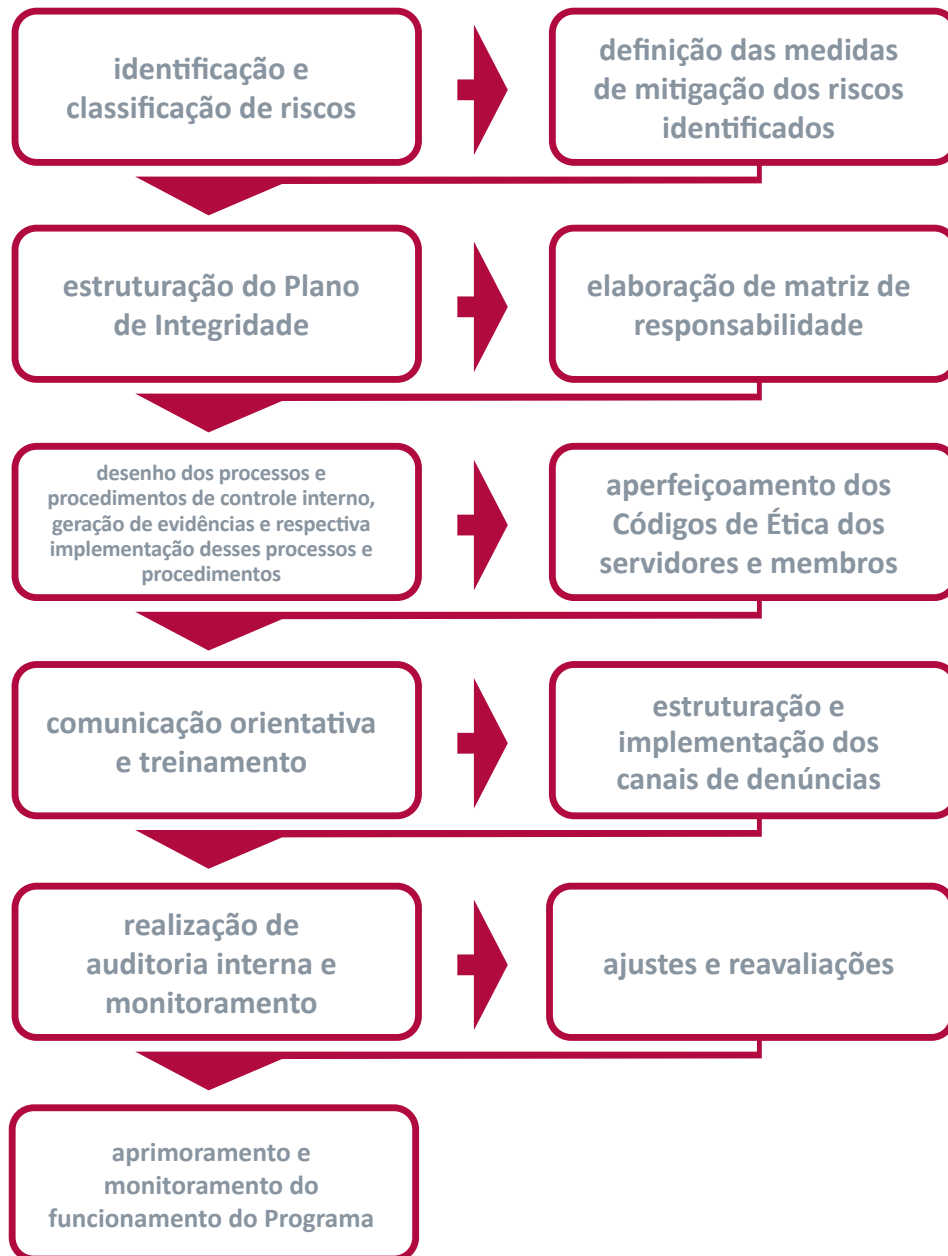 identificação e
classificação de riscos
definição das medidas
de mitigação dos riscos
identificados
estruturação do Plano
de Integridade
elaboração de matriz de
responsabilidade
desenho dos processos e
procedimentos de controle interno,
geração de evidências e respectiva
implementação desses processos e
procedimentos
aperfeiçoamento dos
Códigos de Ética dos
servidores e membros
comunicação orientativa
e treinamento
estruturação e
implementação dos
canais de denúncias
realização de
auditoria interna e
monitoramento
ajustes e reavaliações
aprimoramento e
monitoramento do
funcionamento do Programa